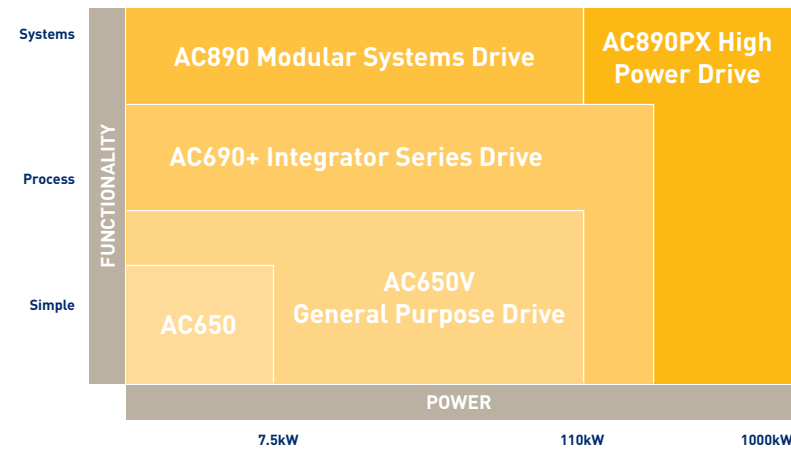 Systems
AC890 Modular Systems Drive
AC890PX High
Power Drive
FUNCTIONALITY
Process
AC690+ Integrator Series Drive
Simple
AC650
AC650V
General Purpose Drive
POWER
7.5kW
110kW
1000kW